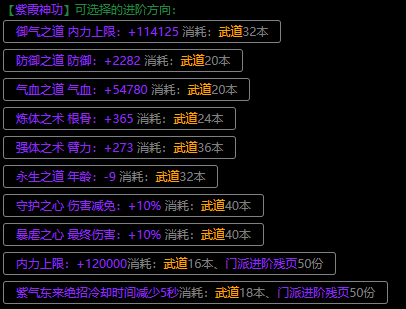 【紫霞神功】可选择的进阶方向：
御气之道 内力上限：+114125 消耗：武道32本
防御之道 防御：+2282 消耗：武道20本
气血之道 气血：+54780 消耗：武道20本
炼体之术 根骨：+365 消耗：武道24本
强体之术 臂力：+273 消耗：武道36本
永生之道 年龄：-9 消耗：武道32本
守护之心 伤害减免：+10% 消耗：武道40本
暴虐之心 最终伤害：+10% 消耗：武道40本
内力上限：+120000消耗：武道16本、门派进阶残页50份
紫气东来绝招冷却时间减少5秒消耗：武道18本、门派进阶残页50份